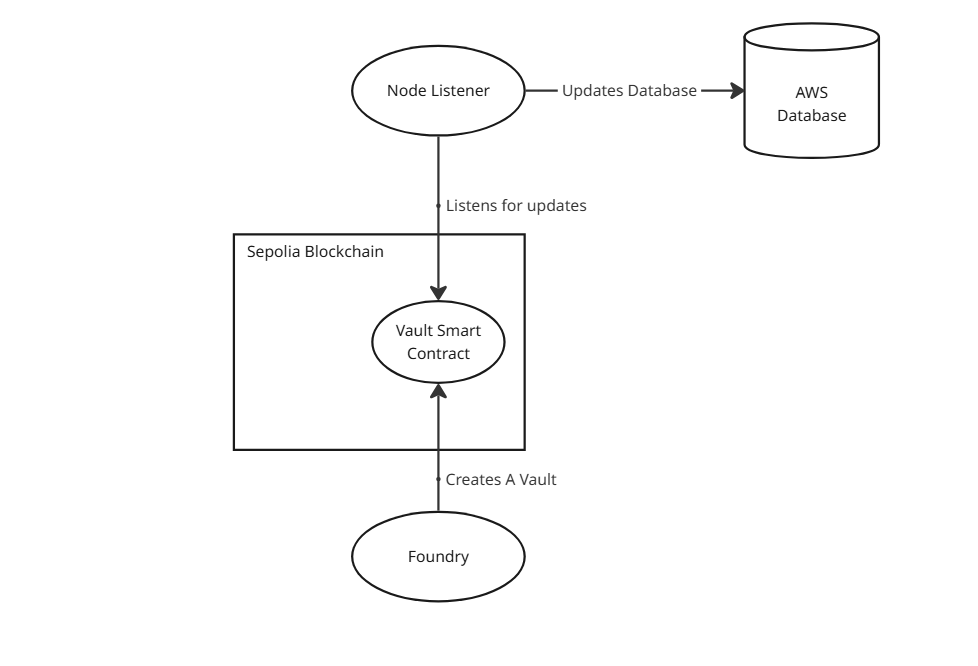 Node Listener
Updates Database
AWS
Database
Listens for updates
Sepolia Blockchain
Vault Smart
Contract
Creates A Vault
Foundry